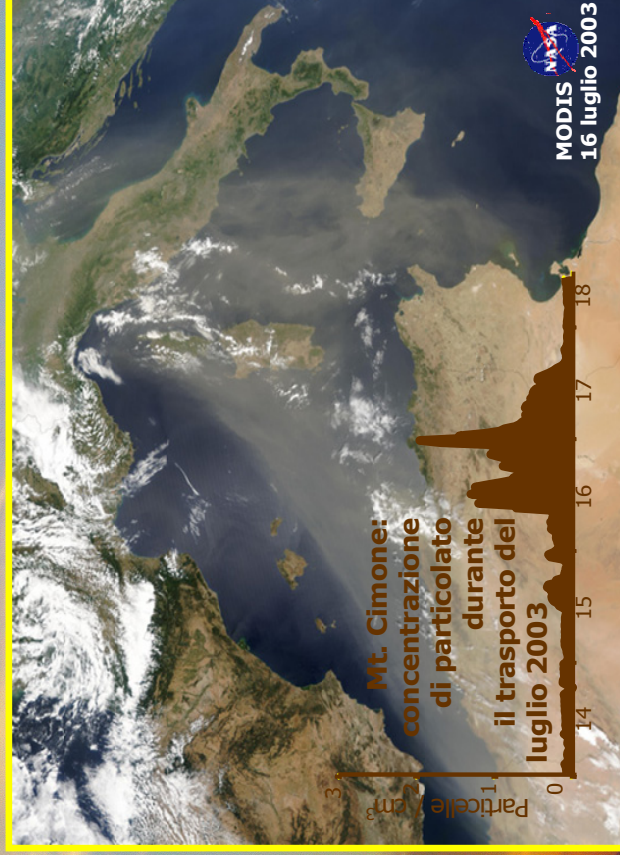 Mt. Cimone:
concentrazione
di particolato
durante
il trasporto del
luglio 2003
Particelle / cm³
3
2
1
0
14
15
16
17
18
NASA
MODIS
16 luglio 2003